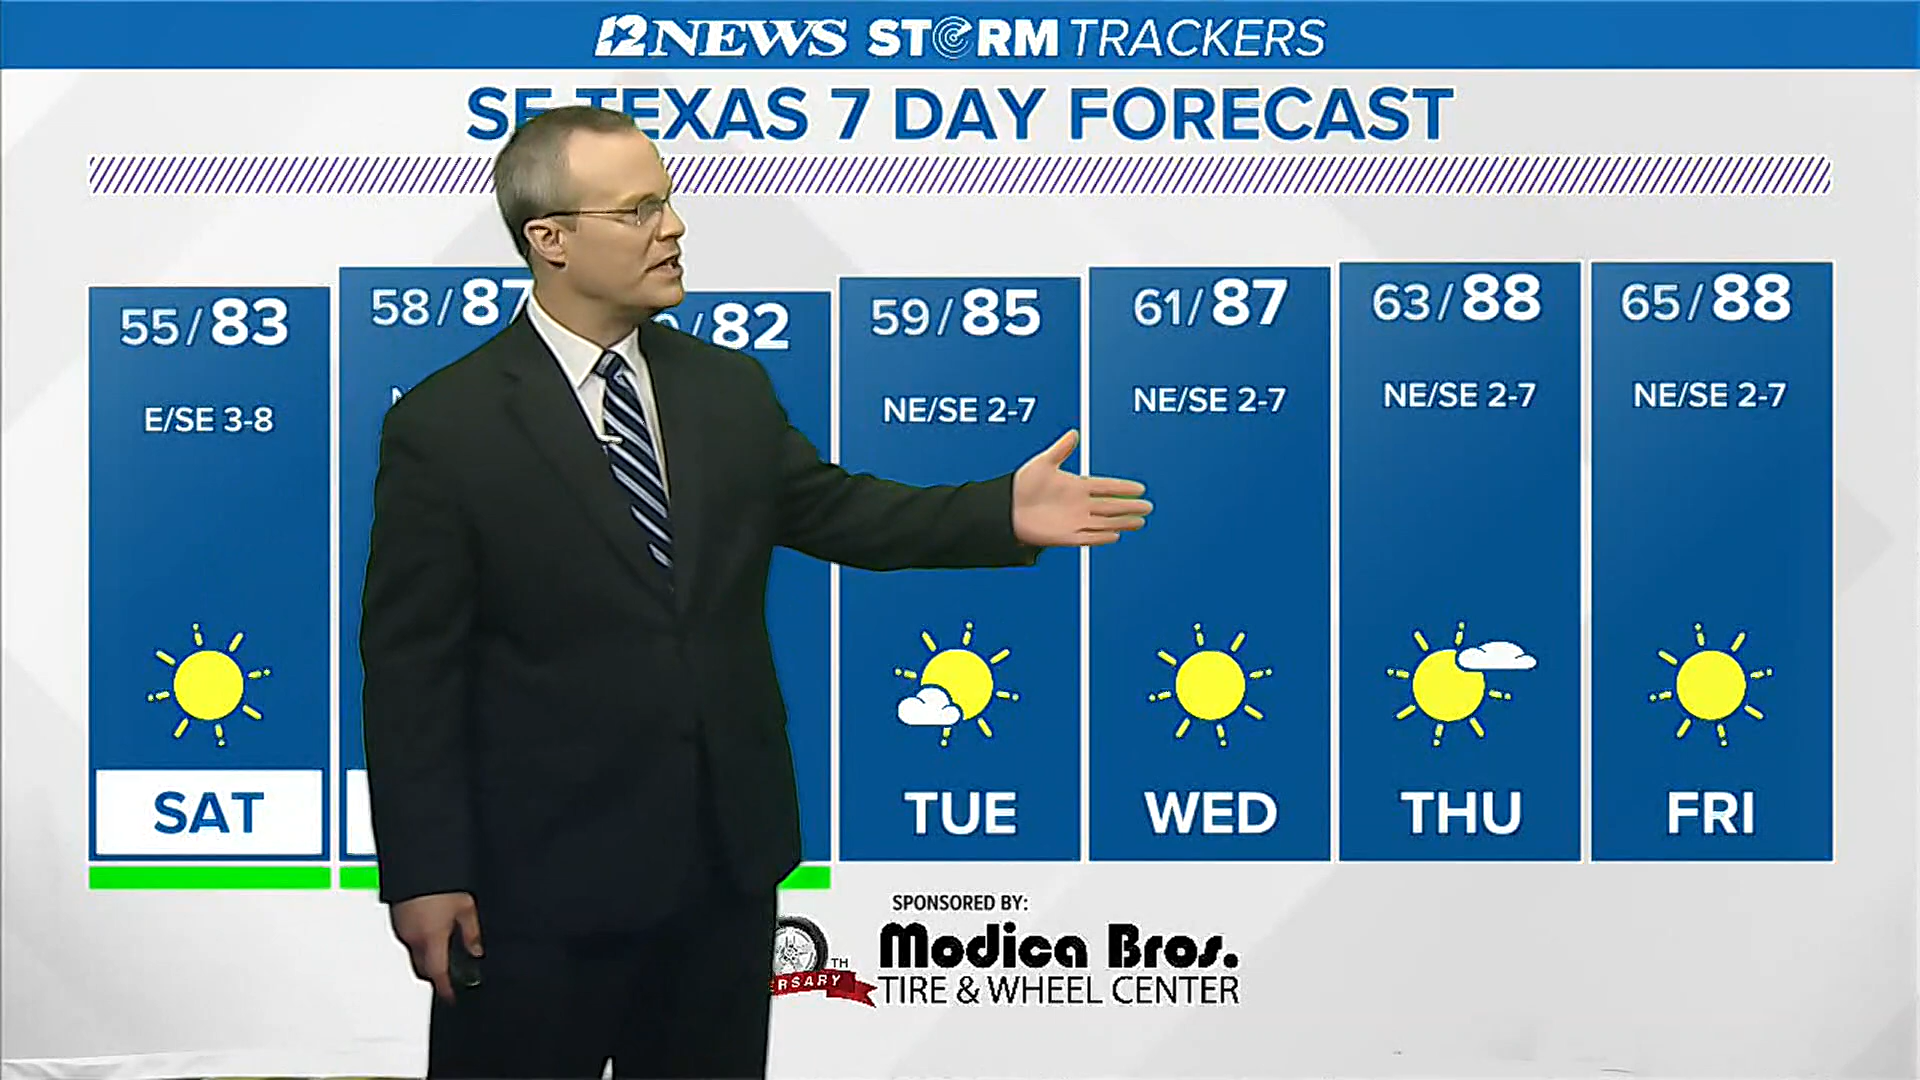 12NEWS STORM TRACKERS
SE TEXAS 7 DAY FORECAST
55/83
58/87
/82
59/85
61/87
63/88
65/88
E/SE 3-8
NE/SE 2-7
NE/SE 2-7
NE/SE 2-7
NE/SE 2-7
SAT
TUE
WED
THU
FRI
SPONSORED BY:
TH
RSARY
Modica Bros.
TIRE & WHEEL CENTER